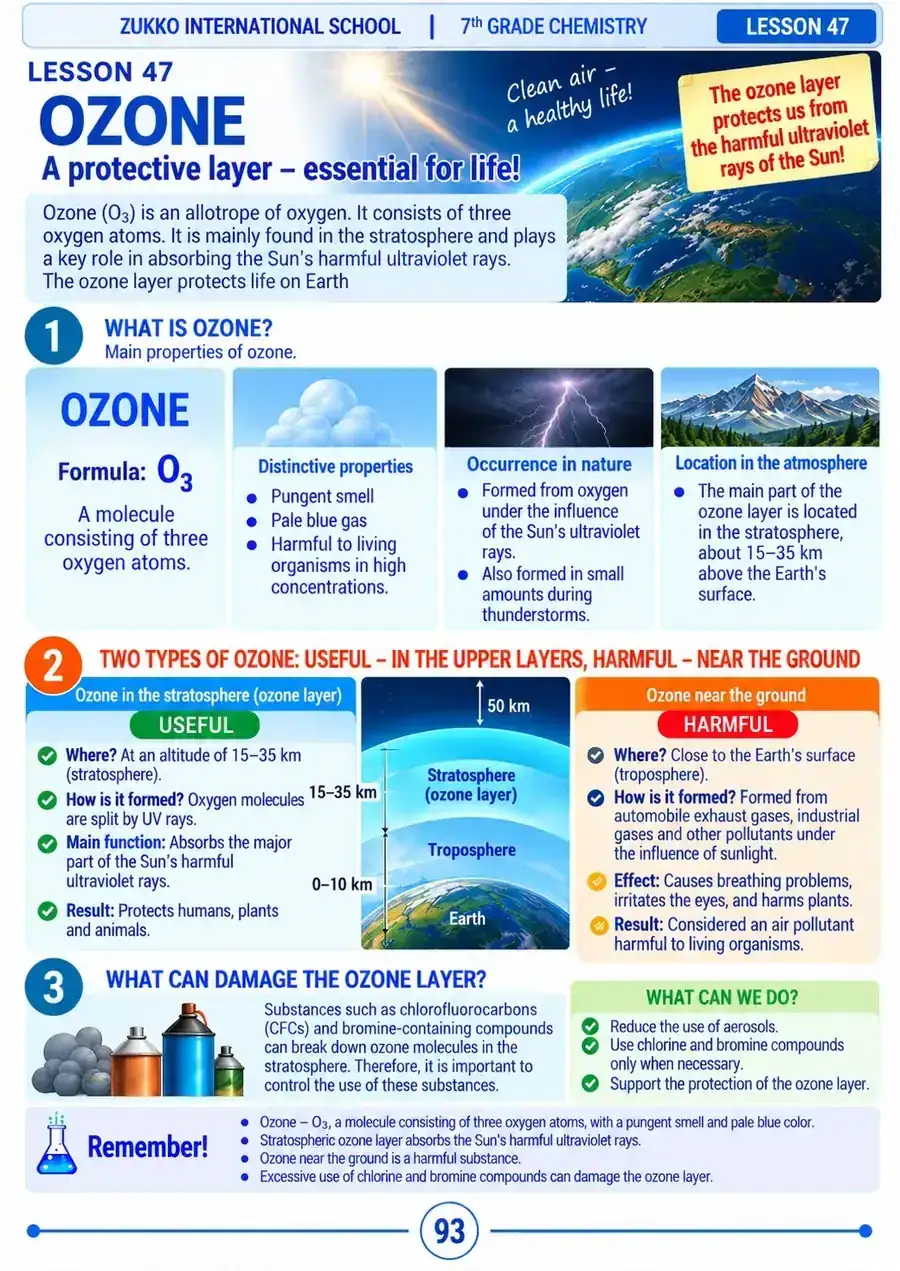 ZUKKO INTERNATIONAL SCHOOL | 7th GRADE CHEMISTRY
LESSON 47
LESSON 47
OZONE
A protective layer – essential for life!
Clean air –
a healthy life!
The ozone layer
protects us from
the harmful ultraviolet
rays of the Sun!
Ozone (O₃) is an allotrope of oxygen. It consists of three
oxygen atoms. It is mainly found in the stratosphere and plays
a key role in absorbing the Sun's harmful ultraviolet rays.
The ozone layer protects life on Earth
1
WHAT IS OZONE?
Main properties of ozone.
OZONE
Formula: O₃
A molecule
consisting of three
oxygen atoms.
Distinctive properties
● Pungent smell
● Pale blue gas
● Harmful to living
organisms in high
concentrations.
Occurrence in nature
● Formed from oxygen
under the influence
of the Sun's ultraviolet
rays.
● Also formed in small
amounts during
thunderstorms.
Location in the atmosphere
● The main part of the
ozone layer is located
in the stratosphere,
about 15–35 km
above the Earth's
surface.
2
TWO TYPES OF OZONE: USEFUL – IN THE UPPER LAYERS, HARMFUL – NEAR THE GROUND
Ozone in the stratosphere (ozone layer)
USEFUL
Where? At an altitude of 15–35 km
(stratosphere).
How is it formed? Oxygen molecules
are split by UV rays.
Main function: Absorbs the major
part of the Sun's harmful
ultraviolet rays.
Result: Protects humans, plants
and animals.
50 km
15–35 km
Stratosphere
(ozone layer)
Troposphere
0–10 km
Earth
Ozone near the ground
HARMFUL
Where? Close to the Earth's surface
(troposphere).
How is it formed? Formed from
automobile exhaust gases, industrial
gases and other pollutants under
the influence of sunlight.
Effect: Causes breathing problems,
irritates the eyes, and harms plants.
Result: Considered an air pollutant
harmful to living organisms.
3
WHAT CAN DAMAGE THE OZONE LAYER?
Substances such as chlorofluorocarbons
(CFCs) and bromine-containing compounds
can break down ozone molecules in the
stratosphere. Therefore, it is important to
control the use of these substances.
WHAT CAN WE DO?
Reduce the use of aerosols.
Use chlorine and bromine compounds
only when necessary.
Support the protection of the ozone layer.
Remember!
● Ozone – O₃, a molecule consisting of three oxygen atoms, with a pungent smell and pale blue color.
● Stratospheric ozone layer absorbs the Sun's harmful ultraviolet rays.
● Ozone near the ground is a harmful substance.
● Excessive use of chlorine and bromine compounds can damage the ozone layer.
93